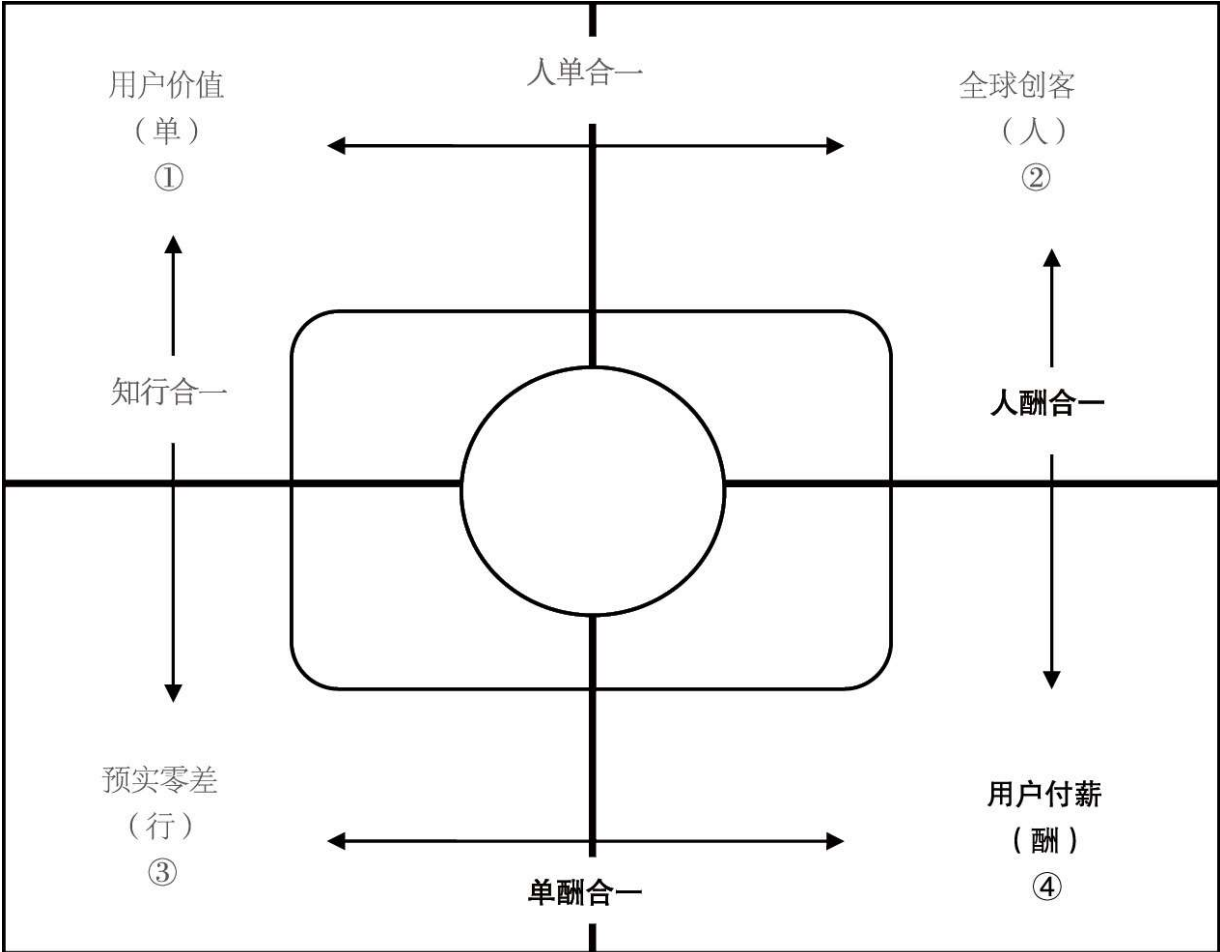 用户价值
（单）
①
人单合一
全球创客
（人）
②
知行合一
人酬合一
预实零差
（行）
③
单酬合一
用户付薪
（酬）
④